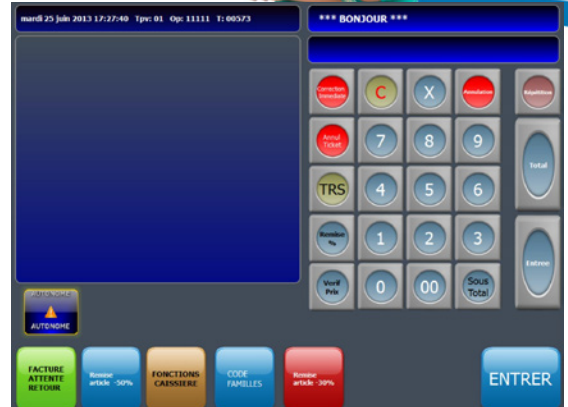 mardi 25 juin 2013 17:27:40 Tpv: 01 Op: 11111 T: 00573
*** BONJOUR ***
Correction
Immediate
C
X
Annulation
Répétition
Annul
Ticket
7
8
9
Total
TRS
4
5
6
Remise
%
1
2
3
Entree
Verif
Prix
0
00
Sous
Total
AUTONOME
AUTONOME
FACTURE
ATTENTE
RETOUR
Remise
article -50%
FONCTIONS
CAISSIERE
CODE
FAMILLES
Remise
article -30%
ENTRER